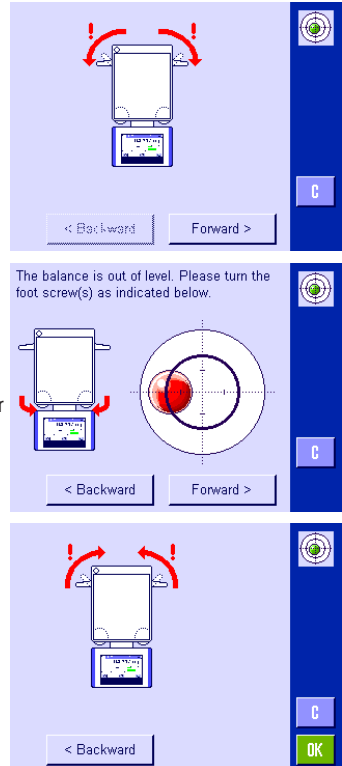 !
!
C
< Backward
Forward >
The balance is out of level. Please turn the
foot screw(s) as indicated below.
r
C
< Backward
Forward >
!
!
C
< Backward
OK